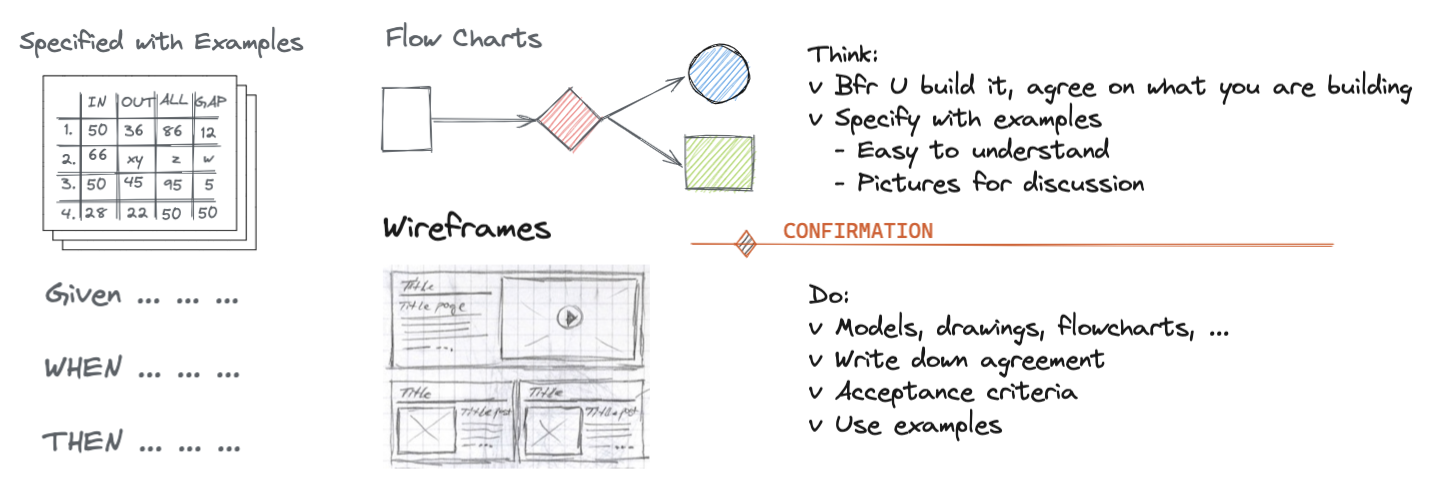 Specified with Examples
IN OUT ALL GAP
1. 50 36 86 12
2. 66 xy z w
3. 50 45 95 5
4. 28 22 50 50
Given ... ... ...
WHEN ... ... ...
THEN ... ... ...
Flow Charts
Wireframes
Title
Title page
Title
Title post
Title
Title post
Think:
v Bfr U build it, agree on what you are building
v Specify with examples
- Easy to understand
- Pictures for discussion
CONFIRMATION
Do:
v Models, drawings, flowcharts, ...
v Write down agreement
v Acceptance criteria
v Use examples